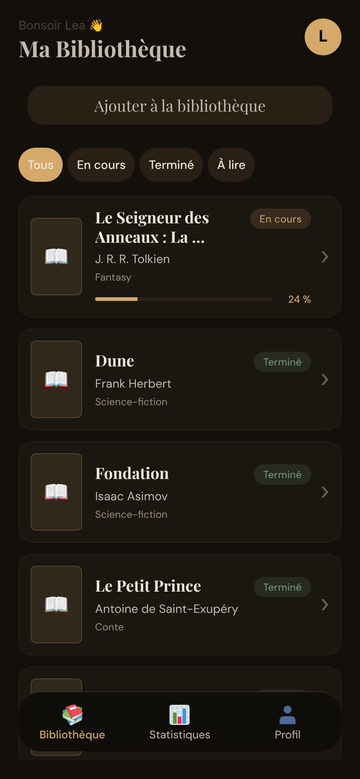 Bonsoir Lea 👋
L
Ma Bibliothèque
Ajouter à la bibliothèque
Tous
En cours
Terminé
À lire
Le Seigneur des
Anneaux : La ...
En cours
J. R. R. Tolkien
Fantasy
24 %
Dune
Terminé
Frank Herbert
Science-fiction
Fondation
Terminé
Isaac Asimov
Science-fiction
Le Petit Prince
Terminé
Antoine de Saint-Exupéry
Conte
Bibliothèque
Statistiques
Profil